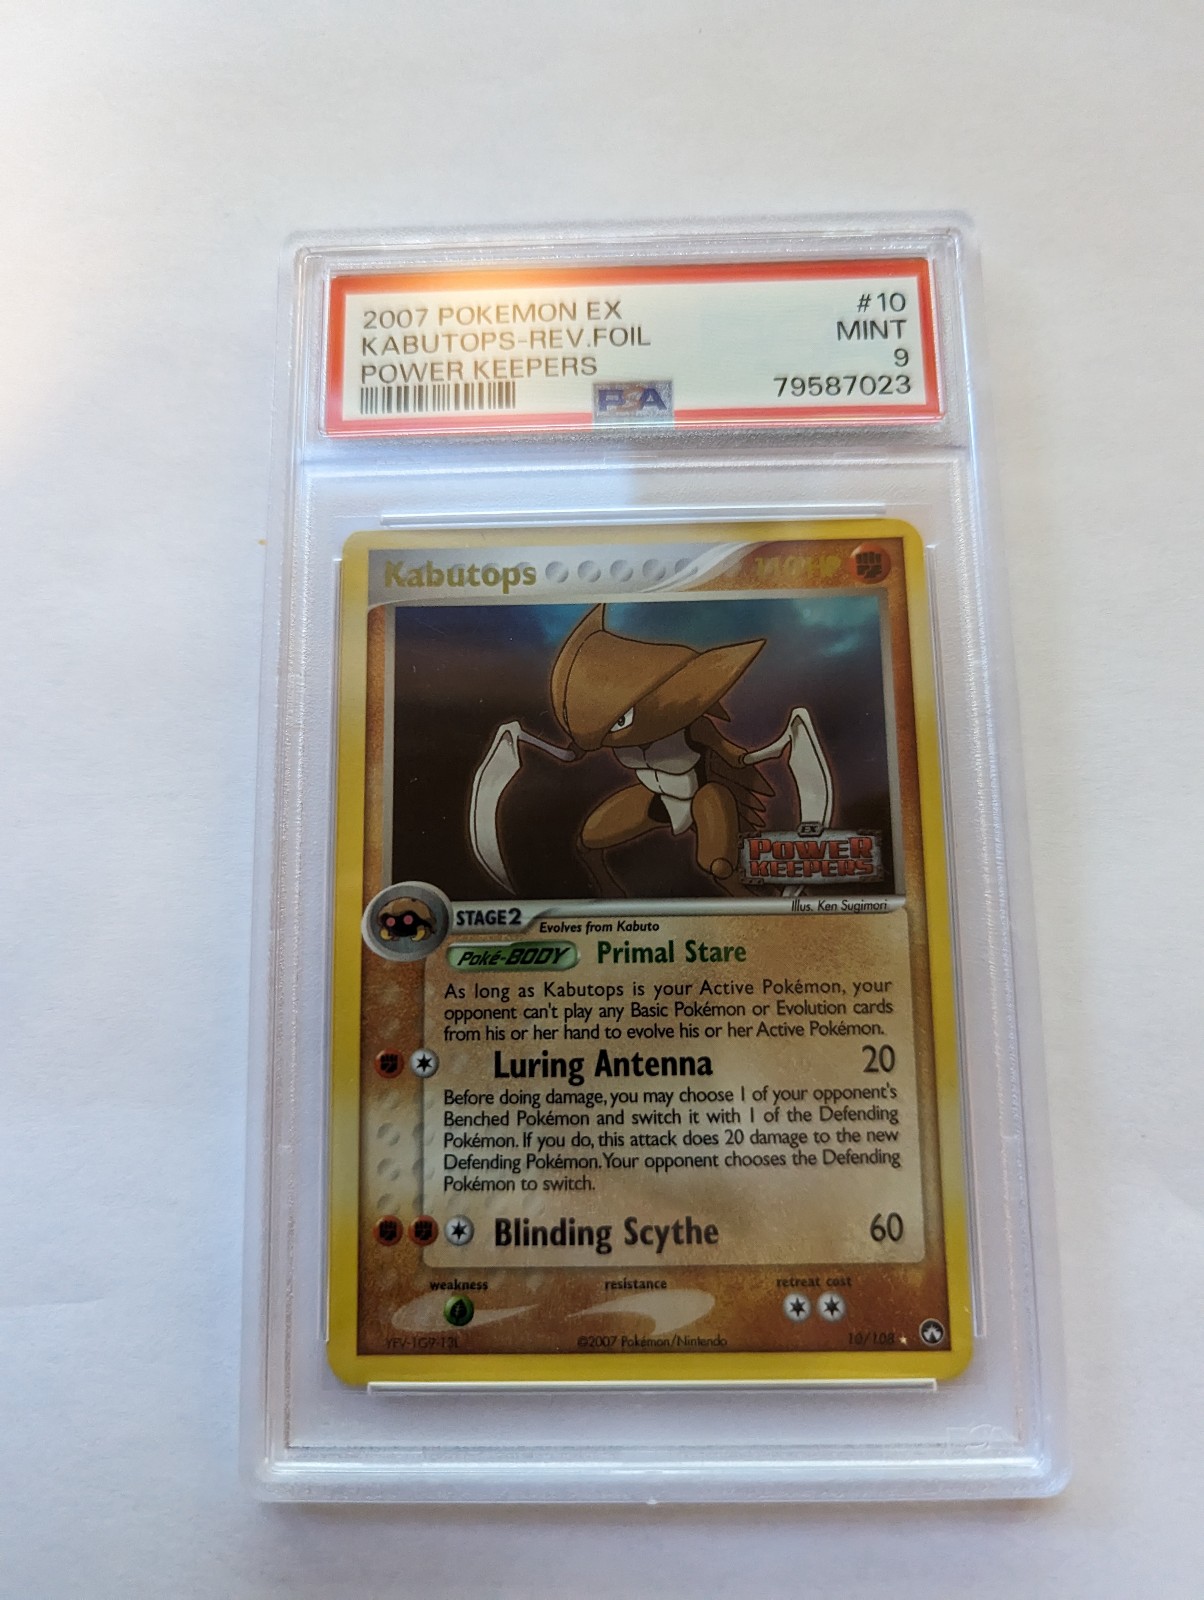 2007 POKEMON EX #10
KABUTOPS-REV.FOIL MINT
POWER KEEPERS 9
PSA 79587023
Kabutops
EX
POWER
KEEPERS
Illus. Ken Sugimori
STAGE 2 Evolves from Kabuto
Poké-BODY Primal Stare
As long as Kabutops is your Active Pokémon, your
opponent can't play any Basic Pokémon or Evolution cards
from his or her hand to evolve his or her Active Pokémon.
Luring Antenna 20
Before doing damage, you may choose 1 of your opponent's
Benched Pokémon and switch it with 1 of the Defending
Pokémon. If you do, this attack does 20 damage to the new
Defending Pokémon. Your opponent chooses the Defending
Pokémon to switch.
Blinding Scythe 60
weakness resistance retreat cost
YFV-1G9-13L ©2007 Pokémon/Nintendo 10/108